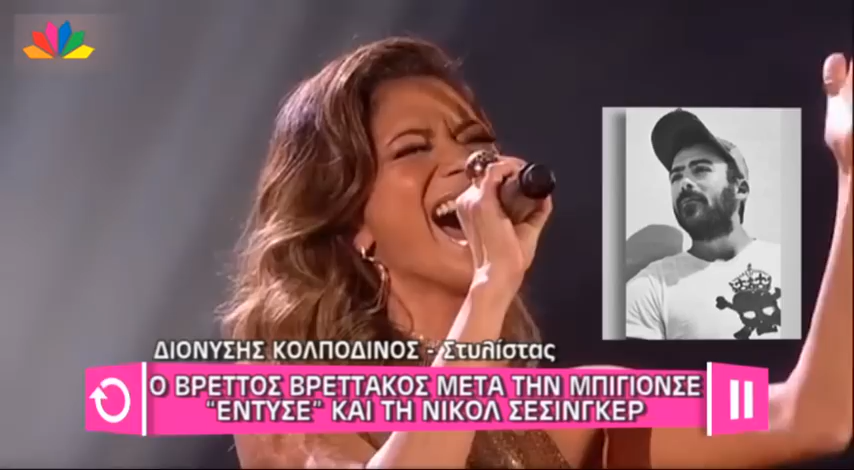 ΔΙΟΝΥΣΗΣ ΚΟΛΠΟΔΙΝΟΣ - Στυλίστας
Ο ΒΡΕΤΤΟΣ ΒΡΕΤΤΑΚΟΣ ΜΕΤΑ ΤΗΝ ΜΠΙΓΙΟΝΣΕ
“ΕΝΤΥΣΕ” ΚΑΙ ΤΗ ΝΙΚΟΛ ΣΕΣΙΝΓΚΕΡ